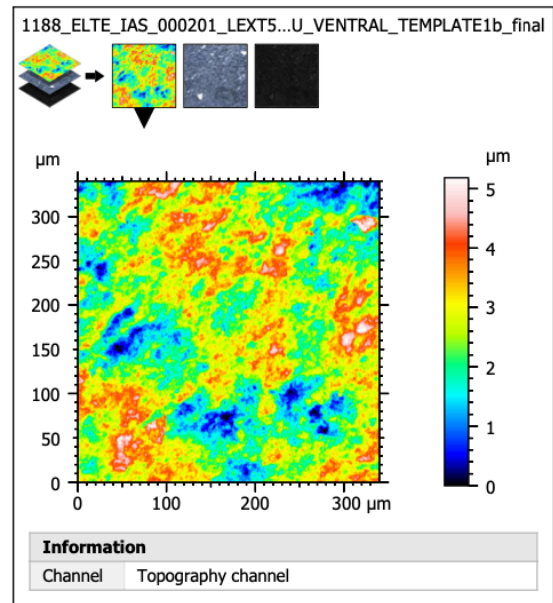 1188_ELTE_IAS_000201_LEXT5...U_VENTRAL_TEMPLATE1b_final
µm
µm
300
250
200
150
100
50
0
0
100
200
300 µm
5
4
3
2
1
0
Information
Channel Topography channel